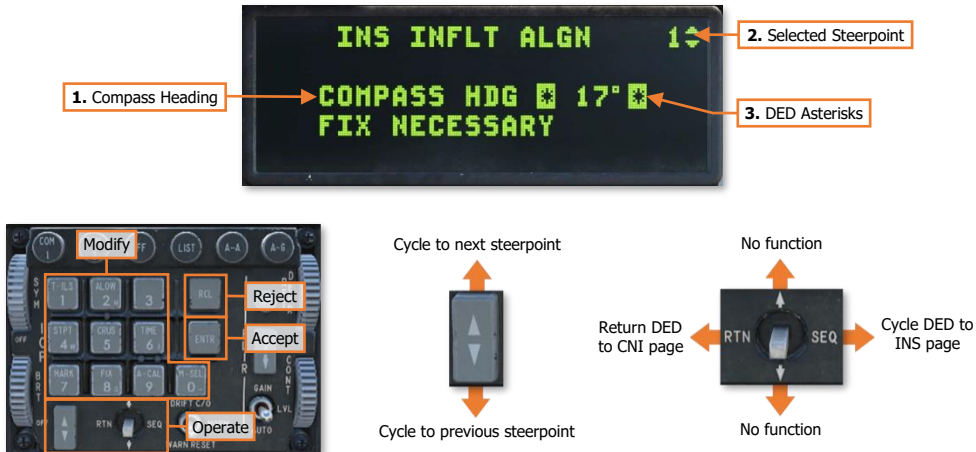 INS INFLT ALGN 1
2. Selected Steerpoint
1. Compass Heading
COMPASS HDG * 17° *
3. DED Asterisks
FIX NECESSARY
COM 1
Modify
LIST
A-A
A-G
T-ILS 1
ALOW 2
3
RCL
Reject
STPT 4
CRUS 5
TIME 6
ENTR
Accept
MARK 7
FIX 8
A-CAL 9
M-SEL 0
SYM
ICP
OFF
BRT
CONT
GAIN
LVL
AUTO
DRIFT C/O
RTN
SEQ
Operate
WARN RESET
Cycle to next steerpoint
Cycle to previous steerpoint
No function
Return DED
to CNI page
RTN
SEQ
Cycle DED to
INS page
No function